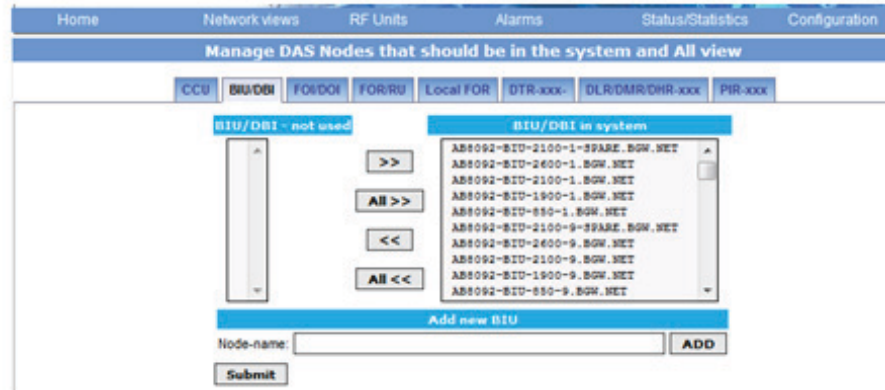 Home Network views RF Units Alarms Status/Statistics Configuration
Manage DAS Nodes that should be in the system and All view
CCU BIU/DBI FOI/DOI FOR/RU Local FOR DTR-xxx- DLR/DMR/DHR-xxx PIR-xxx
BIU/DBI - not used BIU/DBI in system
>>
All >>
<<
All <<
AB8092-BIU-2100-1-SPARE.BGW.NET
AB8092-BIU-2600-1.BGW.NET
AB8092-BIU-2100-1.BGW.NET
AB8092-BIU-1900-1.BGW.NET
AB8092-BIU-850-1.BGW.NET
AB8092-BIU-2100-9-SPARE.BGW.NET
AB8092-BIU-2600-9.BGW.NET
AB8092-BIU-2100-9.BGW.NET
AB8092-BIU-1900-9.BGW.NET
AB8092-BIU-850-9.BGW.NET
Add new BIU
Node-name: ADD
Submit